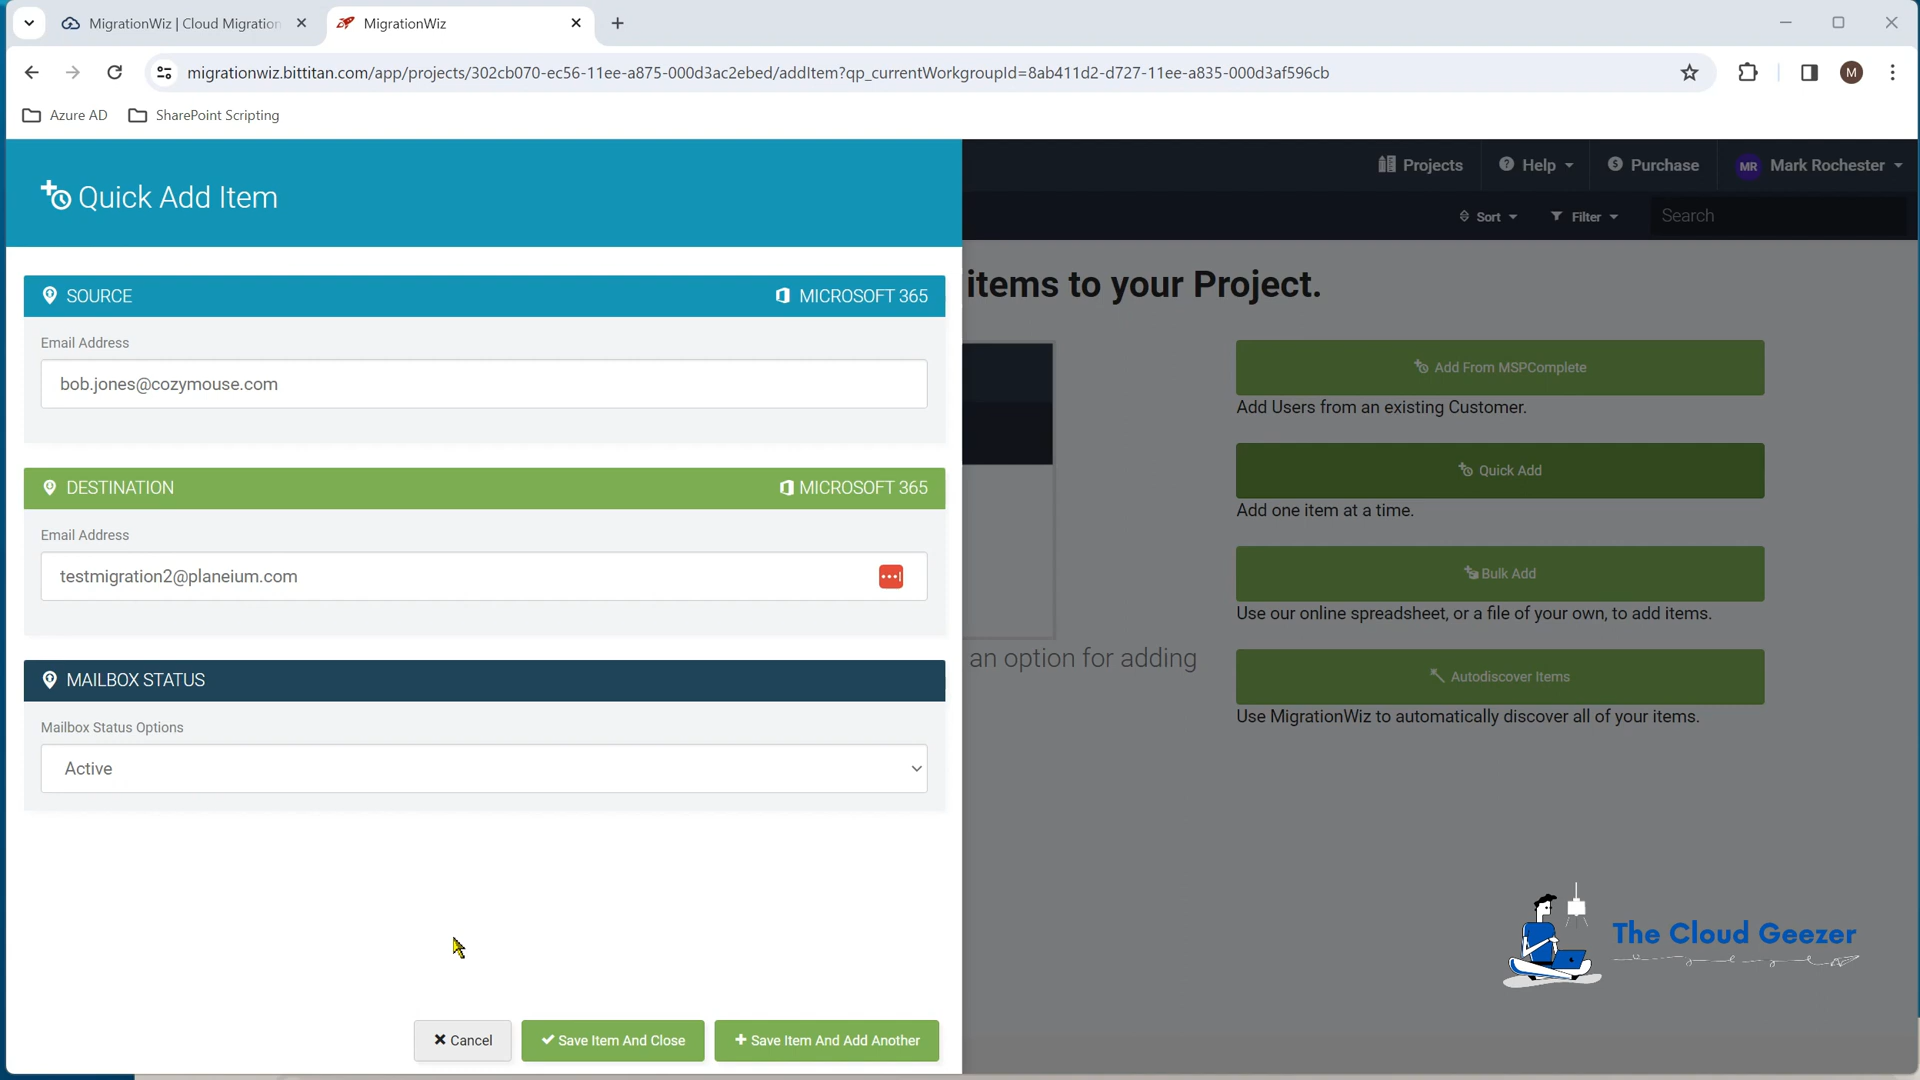 MigrationWiz | Cloud Migration
MigrationWiz
migrationwiz.bittitan.com/app/projects/302cb070-ec56-11ee-a875-000d3ac2ebed/addItem?qp_currentWorkgroupId=8ab411d2-d727-11ee-a835-000d3af596cb
M
Azure AD
SharePoint Scripting
Quick Add Item
Projects
Help
Purchase
MR
Mark Rochester
Sort
Filter
Search
SOURCE
MICROSOFT 365
Email Address
bob.jones@cozymouse.com
DESTINATION
MICROSOFT 365
Email Address
testmigration2@planeium.com
MAILBOX STATUS
Mailbox Status Options
Active
Cancel
Save Item And Close
Save Item And Add Another
items to your Project.
an option for adding
Add From MSPComplete
Add Users from an existing Customer.
Quick Add
Add one item at a time.
Bulk Add
Use our online spreadsheet, or a file of your own, to add items.
Autodiscover Items
Use MigrationWiz to automatically discover all of your items.
The Cloud Geezer